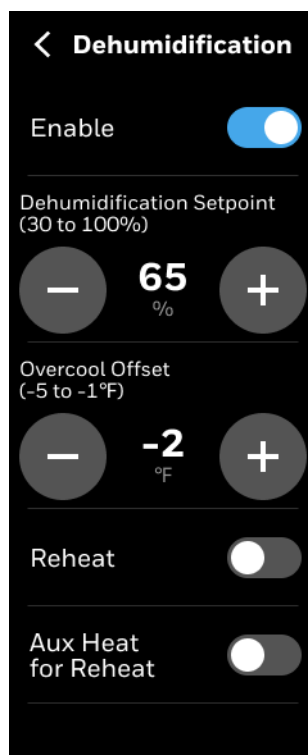 Dehumidification
Enable
Dehumidification Setpoint
(30 to 100%)
65
%
Overcool Offset
(-5 to -1°F)
-2
°F
Reheat
Aux Heat
for Reheat